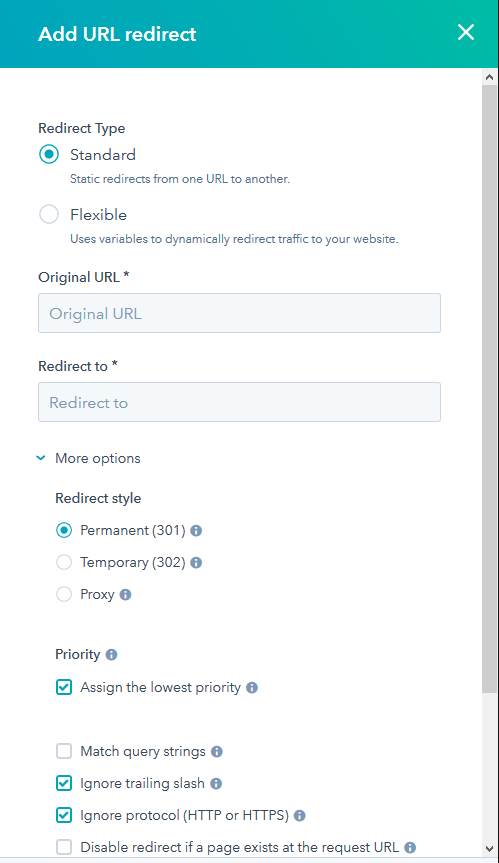 Add URL redirect
Redirect Type
Standard
Static redirects from one URL to another.
Flexible
Uses variables to dynamically redirect traffic to your website.
Original URL *
Original URL
Redirect to *
Redirect to
More options
Redirect style
Permanent (301)
Temporary (302)
Proxy
Priority
Assign the lowest priority
Match query strings
Ignore trailing slash
Ignore protocol (HTTP or HTTPS)
Disable redirect if a page exists at the request URL